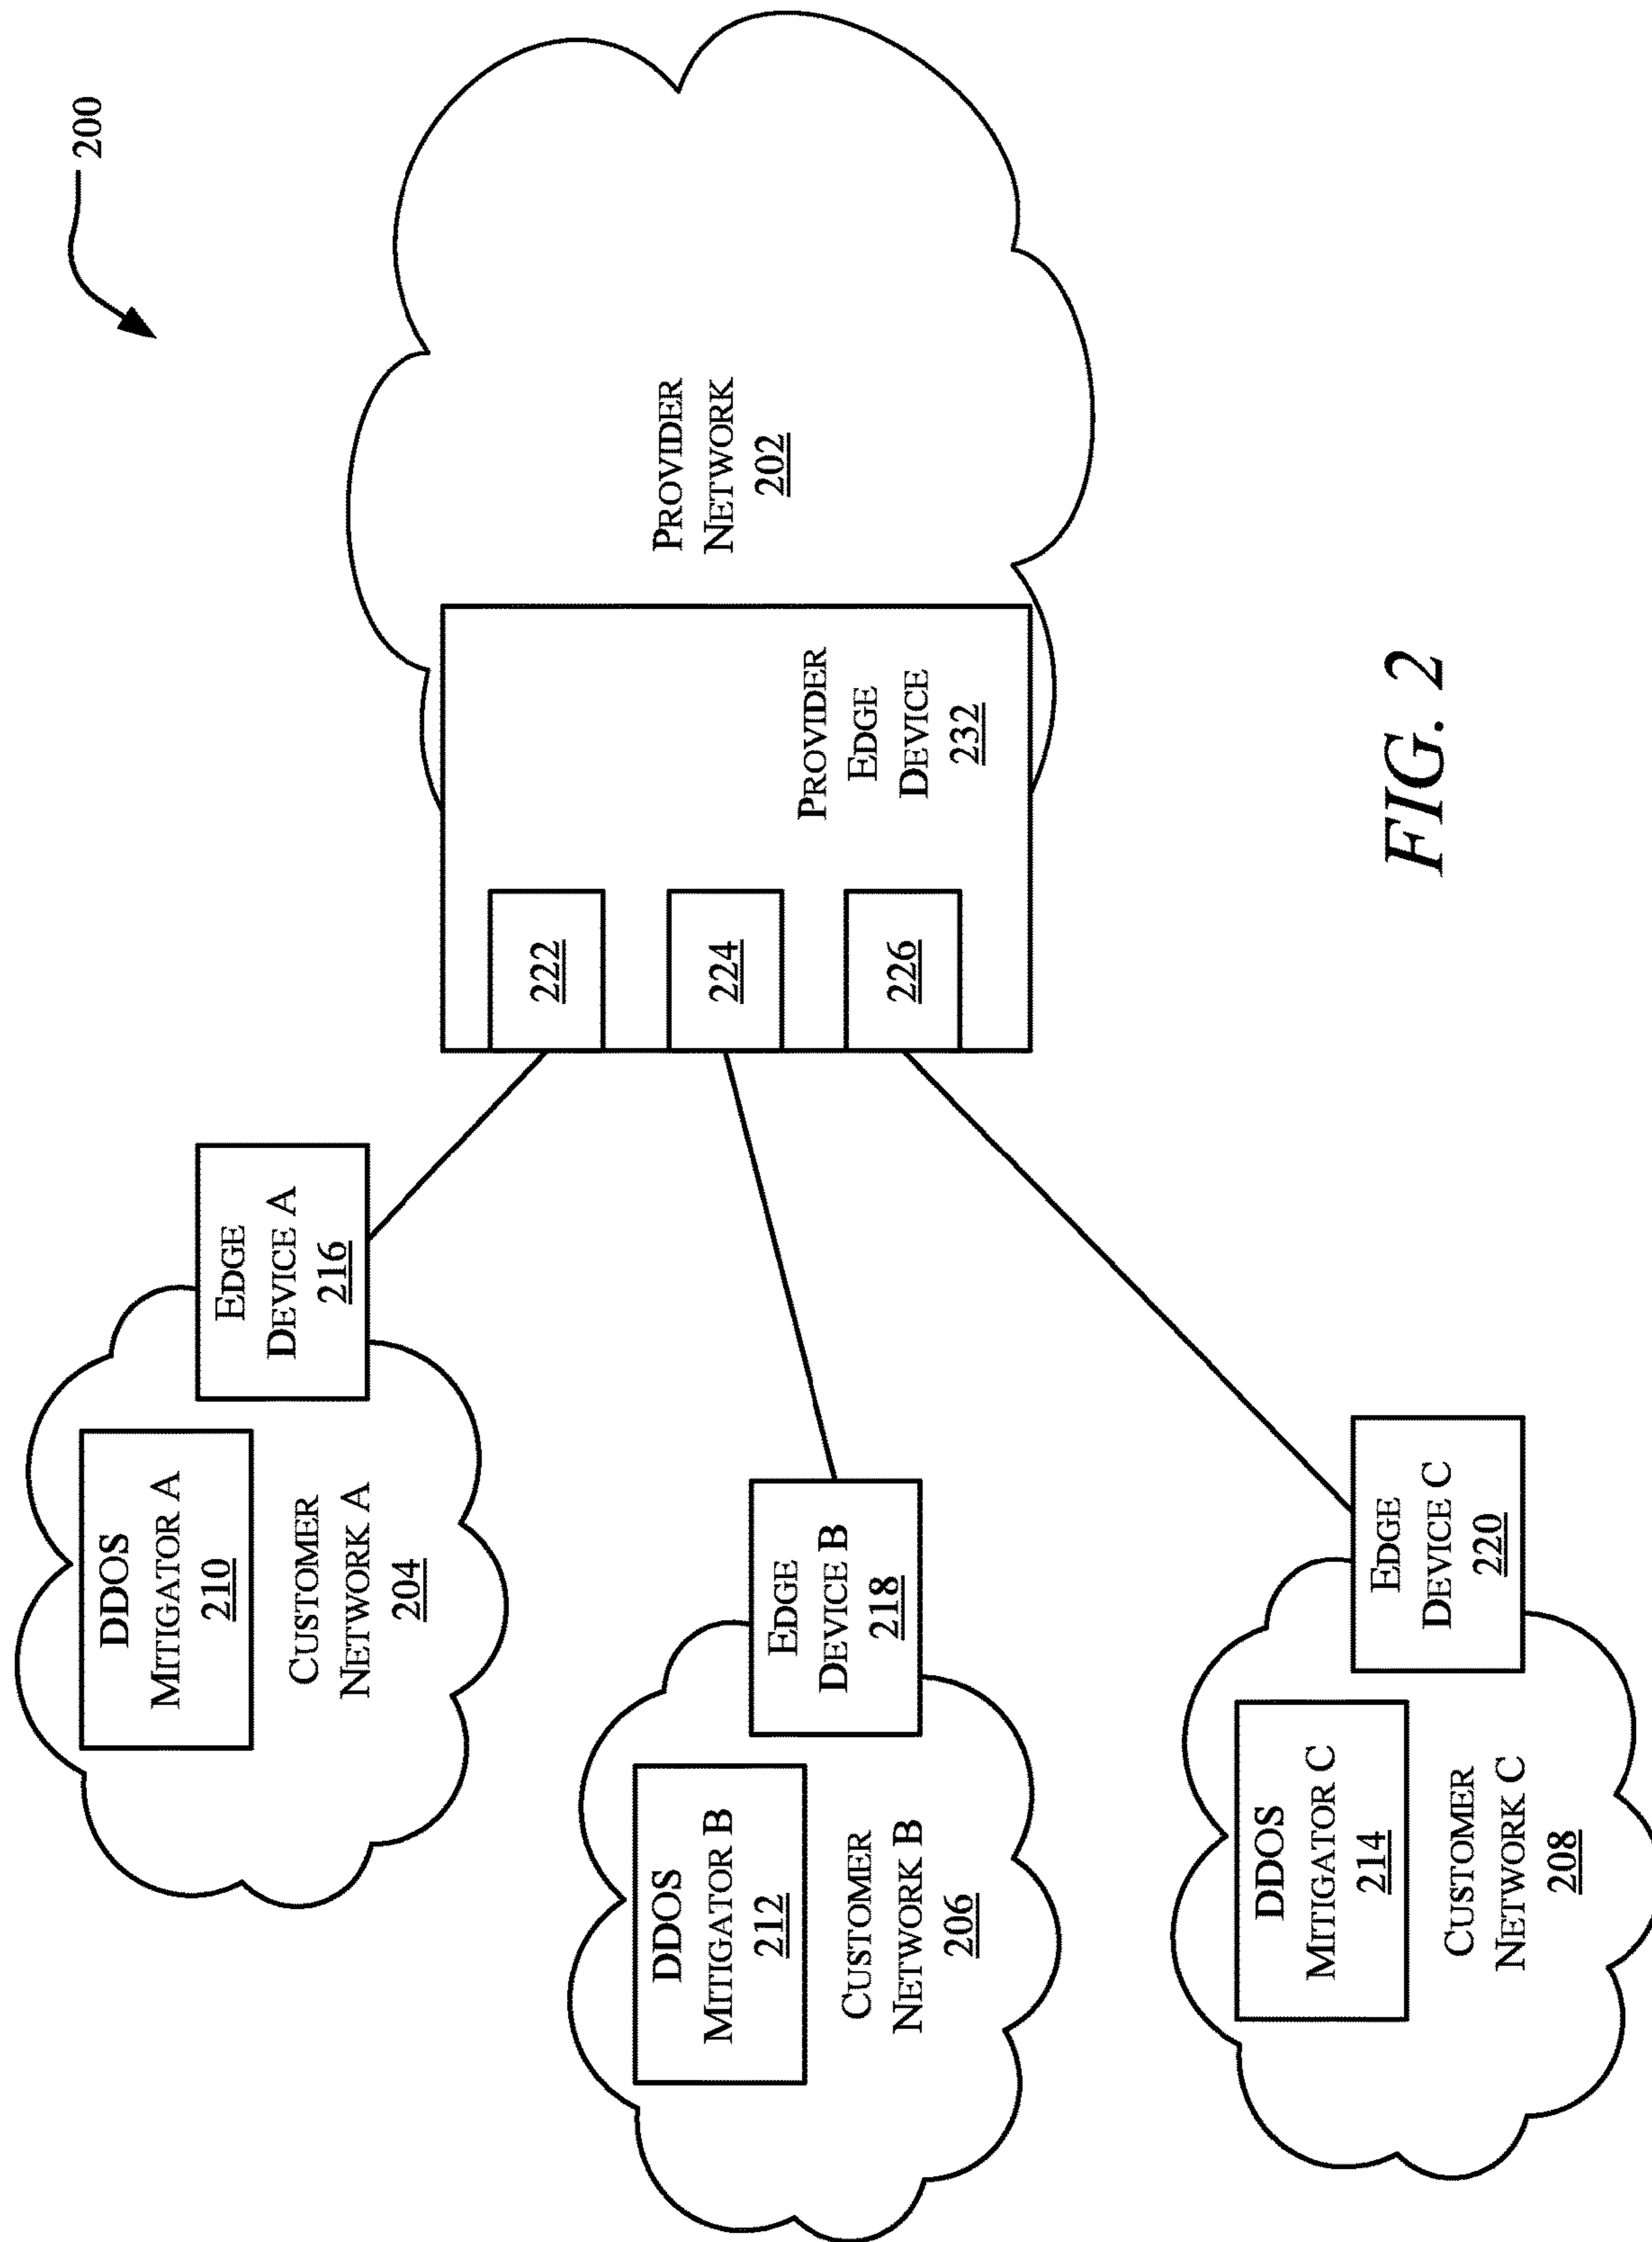 200
DDOS
MITIGATOR A
210
CUSTOMER
NETWORK A
204
EDGE
DEVICE A
216
DDOS
MITIGATOR B
212
CUSTOMER
NETWORK B
206
EDGE
DEVICE B
218
DDOS
MITIGATOR C
214
CUSTOMER
NETWORK C
208
EDGE
DEVICE C
220
222
224
226
PROVIDER
EDGE
DEVICE
232
PROVIDER
NETWORK
202
FIG. 2